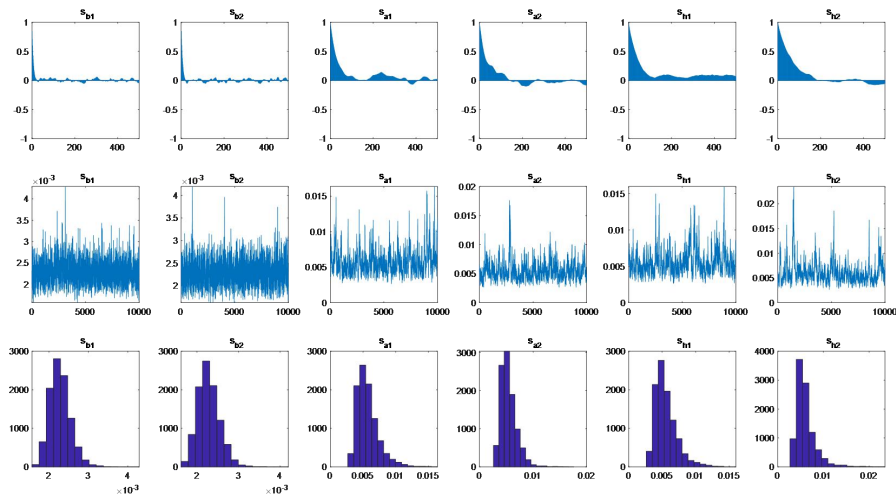 s_b1 s_b2 s_a1 s_a2 s_h1 s_h2
1 1 1 1 1 1
0.5 0.5 0.5 0.5 0.5 0.5
0 0 0 0 0 0
-0.5 -0.5 -0.5 -0.5 -0.5 -0.5
-1 -1 -1 -1 -1 -1
0 200 400 0 200 400 0 200 400 0 200 400 0 200 400 0 200 400
×10^-3 s_b1 ×10^-3 s_b2 s_a1 s_a2 s_h1 s_h2
4 4 0.015 0.02 0.015 0.02
3.5 3.5 0.01 0.015 0.01 0.015
3 3 0.005 0.01 0.005 0.01
2.5 2.5 0 0.005 0 0.005
2 2 0 0
0 5000 10000 0 5000 10000 0 5000 10000 0 5000 10000 0 5000 10000 0 5000 10000
s_b1 s_b2 s_a1 s_a2 s_h1 s_h2
3000 3000 3000 3000 3000 4000
2000 2000 2000 2000 2000 3000
1000 1000 1000 1000 1000 2000
0 0 0 0 0 1000
0
2 3 4 2 3 4 0 0.005 0.01 0.015 0 0.01 0.02 0 0.005 0.01 0.015 0 0.01 0.02
×10^-3 ×10^-3